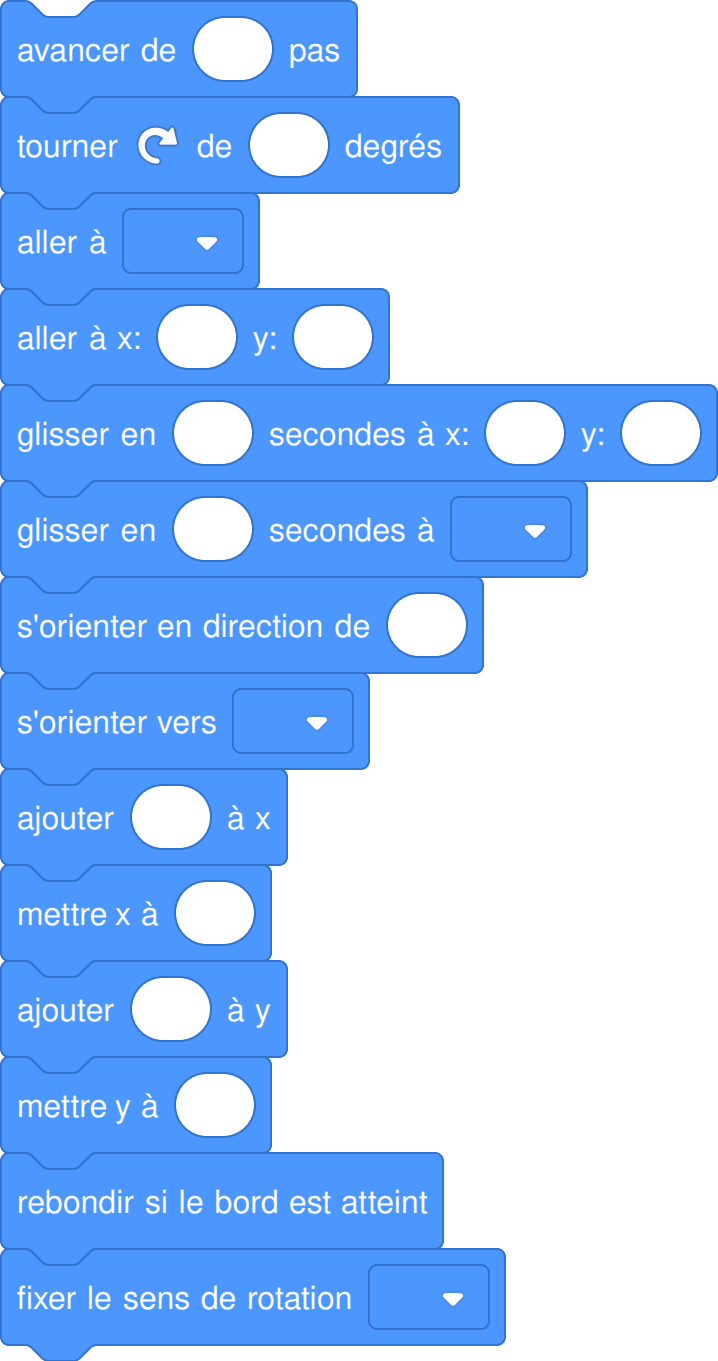 avancer de pas
tourner de degrés
aller à
aller à x: y:
glisser en secondes à x: y:
glisser en secondes à
s'orienter en direction de
s'orienter vers
ajouter à x
mettre x à
ajouter à y
mettre y à
rebondir si le bord est atteint
fixer le sens de rotation